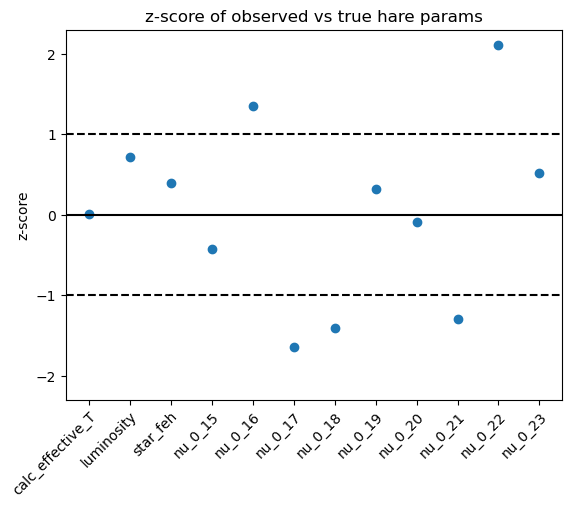 z-score of observed vs true hare params
z-score
2
1
0
−1
−2
calc_effective_T
luminosity
star_feh
nu_0_15
nu_0_16
nu_0_17
nu_0_18
nu_0_19
nu_0_20
nu_0_21
nu_0_22
nu_0_23